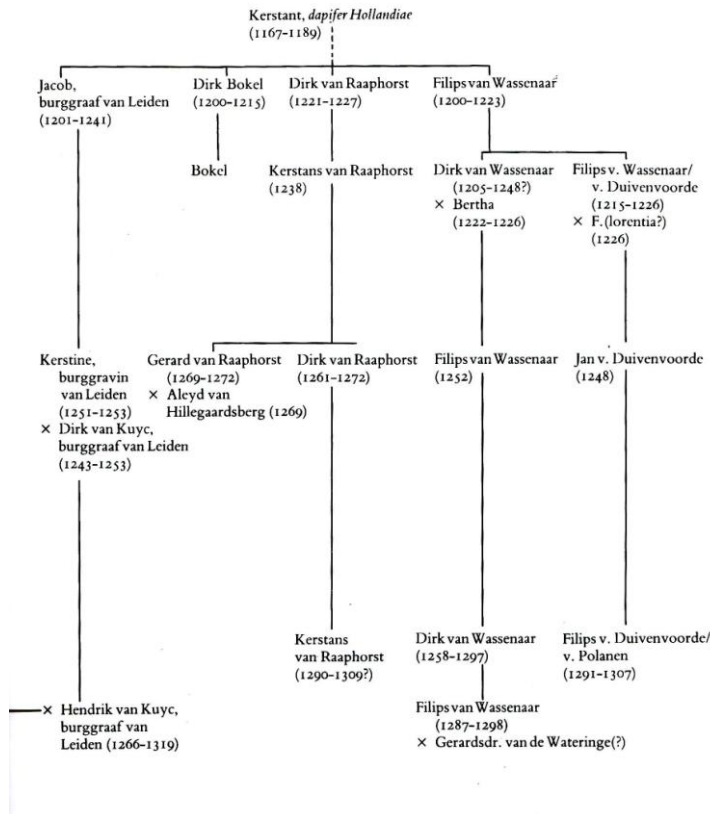 Kerstant, dapifer Hollandiae
(1167–1189)
Jacob,
burggraaf van Leiden
(1201–1241)
Dirk Bokel
(1200–1215)
Dirk van Raaphorst
(1221–1227)
Filips van Wassenaar
(1200–1223)
Bokel
Kerstans van Raaphorst
(1238)
Dirk van Wassenaar
(1205–1248?)
× Bertha
(1222–1226)
Filips v. Wassenaar/
v. Duivenvoorde
(1215–1226)
× F.(lorentia?)
(1226)
Kerstine,
burggravin
van Leiden
(1251–1253)
× Dirk van Kuyc,
burggraaf van Leiden
(1243–1253)
Gerard van Raaphorst
(1269–1272)
× Aleyd van
Hillegaardsberg (1269)
Dirk van Raaphorst
(1261–1272)
Filips van Wassenaar
(1252)
Jan v. Duivenvoorde
(1248)
Kerstans
van Raaphorst
(1290–1309?)
Dirk van Wassenaar
(1258–1297)
Filips v. Duivenvoorde/
v. Polanen
(1291–1307)
× Hendrik van Kuyc,
burggraaf van
Leiden (1266–1319)
Filips van Wassenaar
(1287–1298)
× Gerardsdr. van de Wateringe(?)